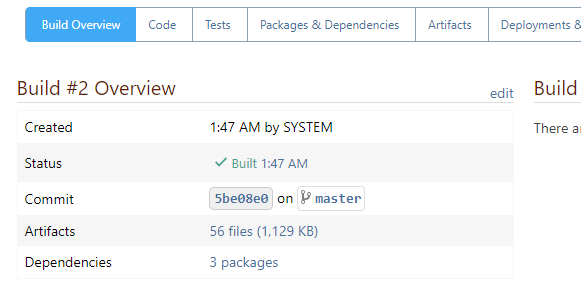 Build Overview Code Tests Packages & Dependencies Artifacts Deployments &
Build #2 Overview edit Build
Created 1:47 AM by SYSTEM There ar
Status Built 1:47 AM
Commit 5be08e0 on master
Artifacts 56 files (1,129 KB)
Dependencies 3 packages